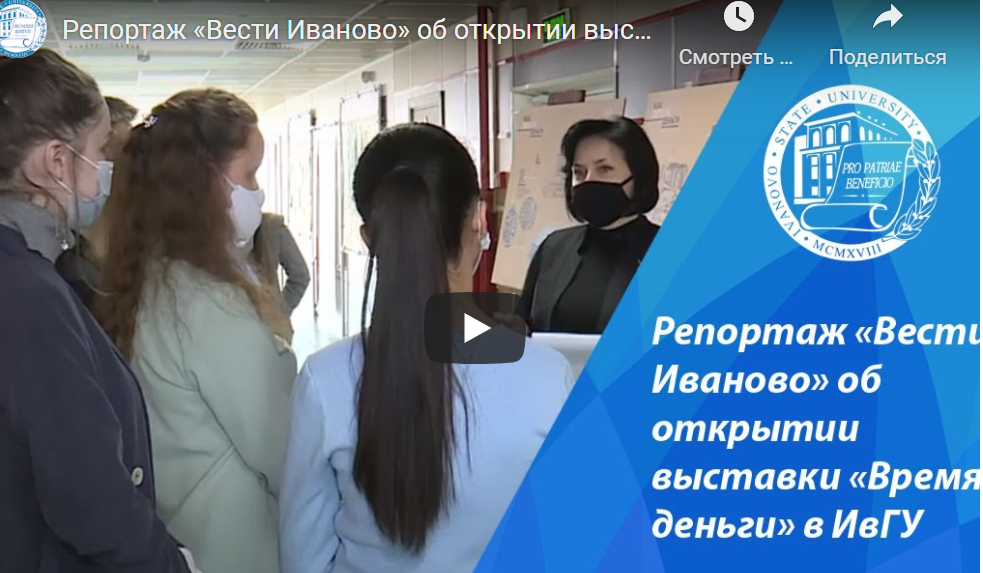 Репортаж «Вести Иваново» об открытии выс...
Смотреть ...
Поделиться
IVANOVO • STATE • UNIVERSITY •
PRO PATRIAE
BENEFICIO
MCMXVIII
Репортаж «Вести
Иваново» об
открытии
выставки «Время
деньги» в ИвГУ